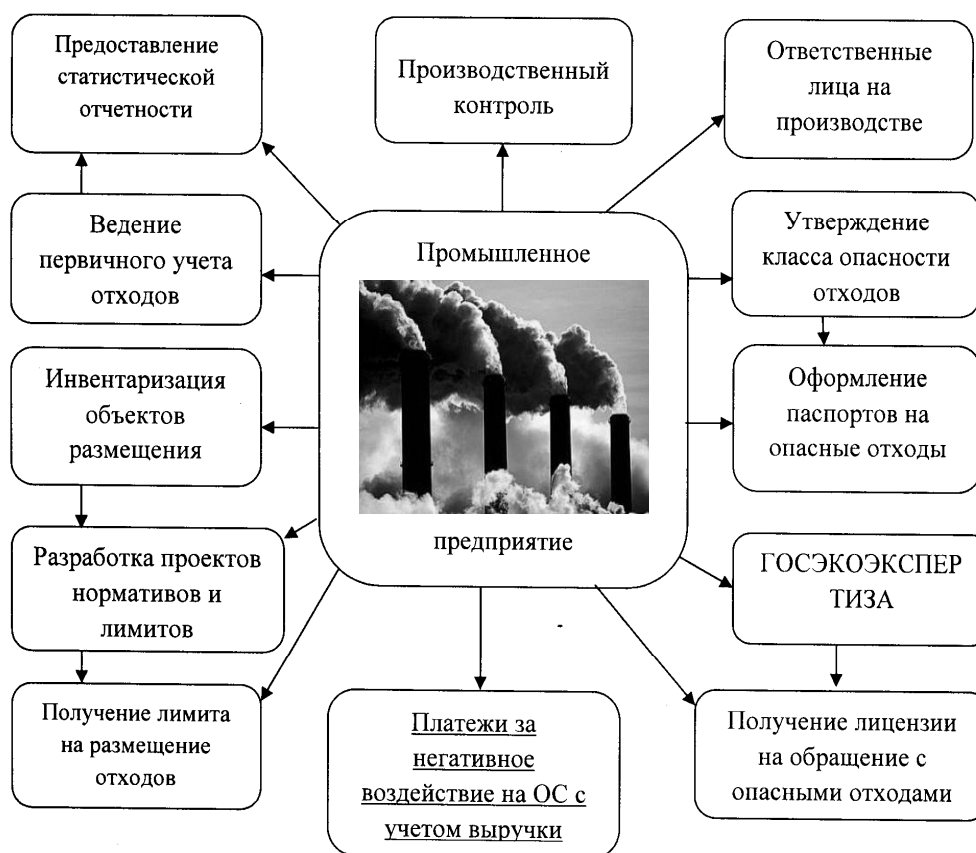 Предоставление
статистической
отчетности
Производственный
контроль
Ответственные
лица на
производстве
Ведение
первичного учета
отходов
Промышленное
предприятие
Утверждение
класса опасности
отходов
Инвентаризация
объектов
размещения
Оформление
паспортов на
опасные отходы
Разработка проектов
нормативов и
лимитов
ГОСЭКОЭКСПЕР
ТИЗА
Получение лимита
на размещение
отходов
Платежи за
негативное
воздействие на ОС с
учетом выручки
Получение лицензии
на обращение с
опасными отходами